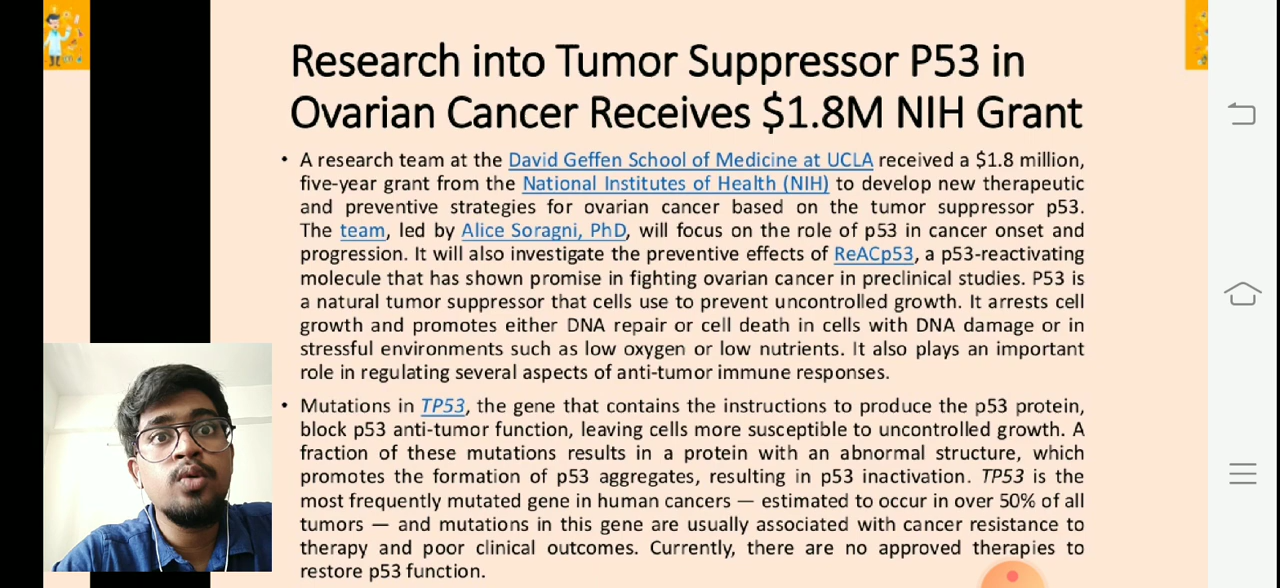 Research into Tumor Suppressor P53 in
Ovarian Cancer Receives $1.8M NIH Grant
• A research team at the David Geffen School of Medicine at UCLA received a $1.8 million,
five-year grant from the National Institutes of Health (NIH) to develop new therapeutic
and preventive strategies for ovarian cancer based on the tumor suppressor p53.
The team, led by Alice Soragni, PhD, will focus on the role of p53 in cancer onset and
progression. It will also investigate the preventive effects of ReACp53, a p53-reactivating
molecule that has shown promise in fighting ovarian cancer in preclinical studies. P53 is
a natural tumor suppressor that cells use to prevent uncontrolled growth. It arrests cell
growth and promotes either DNA repair or cell death in cells with DNA damage or in
stressful environments such as low oxygen or low nutrients. It also plays an important
role in regulating several aspects of anti-tumor immune responses.
• Mutations in TP53, the gene that contains the instructions to produce the p53 protein,
block p53 anti-tumor function, leaving cells more susceptible to uncontrolled growth. A
fraction of these mutations results in a protein with an abnormal structure, which
promotes the formation of p53 aggregates, resulting in p53 inactivation. TP53 is the
most frequently mutated gene in human cancers — estimated to occur in over 50% of all
tumors — and mutations in this gene are usually associated with cancer resistance to
therapy and poor clinical outcomes. Currently, there are no approved therapies to
restore p53 function.